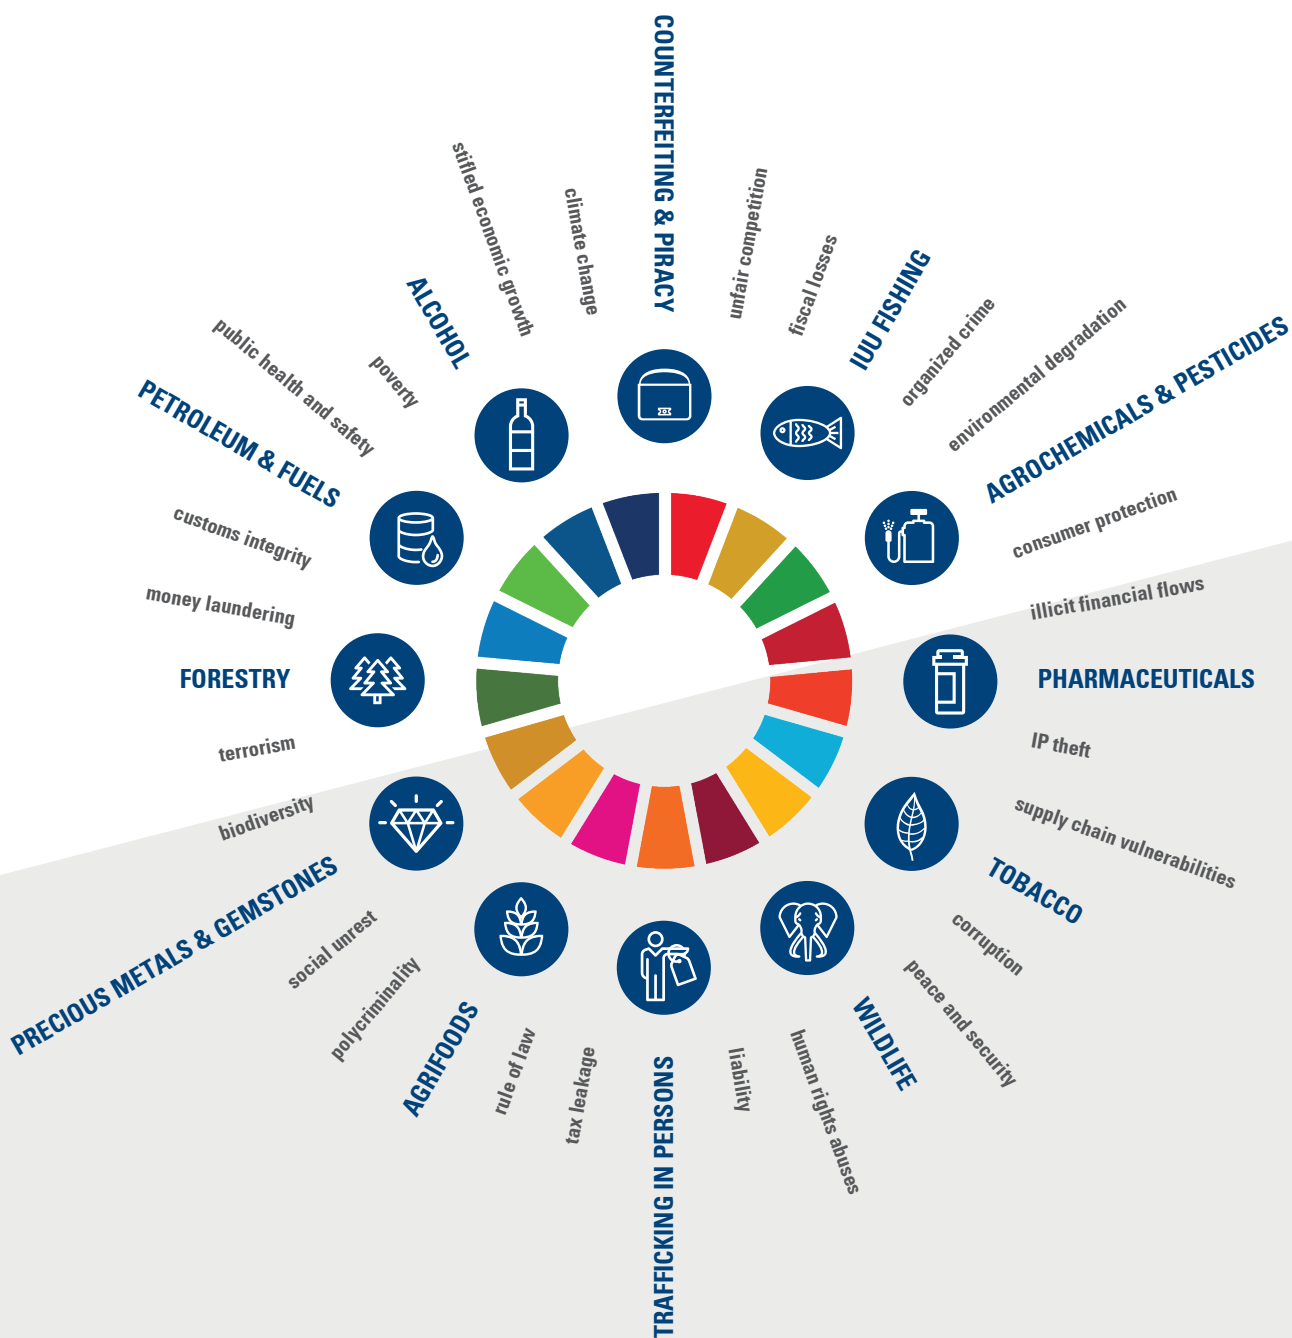 COUNTERFEITING & PIRACY
unfair competition
fiscal losses
IUU FISHING
organized crime
environmental degradation
AGROCHEMICALS & PESTICIDES
consumer protection
illicit financial flows
PHARMACEUTICALS
IP theft
supply chain vulnerabilities
TOBACCO
corruption
peace and security
WILDLIFE
human rights abuses
liability
TRAFFICKING IN PERSONS
tax leakage
rule of law
AGRIFOODS
polycriminality
social unrest
PRECIOUS METALS & GEMSTONES
biodiversity
terrorism
FORESTRY
money laundering
customs integrity
PETROLEUM & FUELS
public health and safety
poverty
ALCOHOL
stifled economic growth
climate change